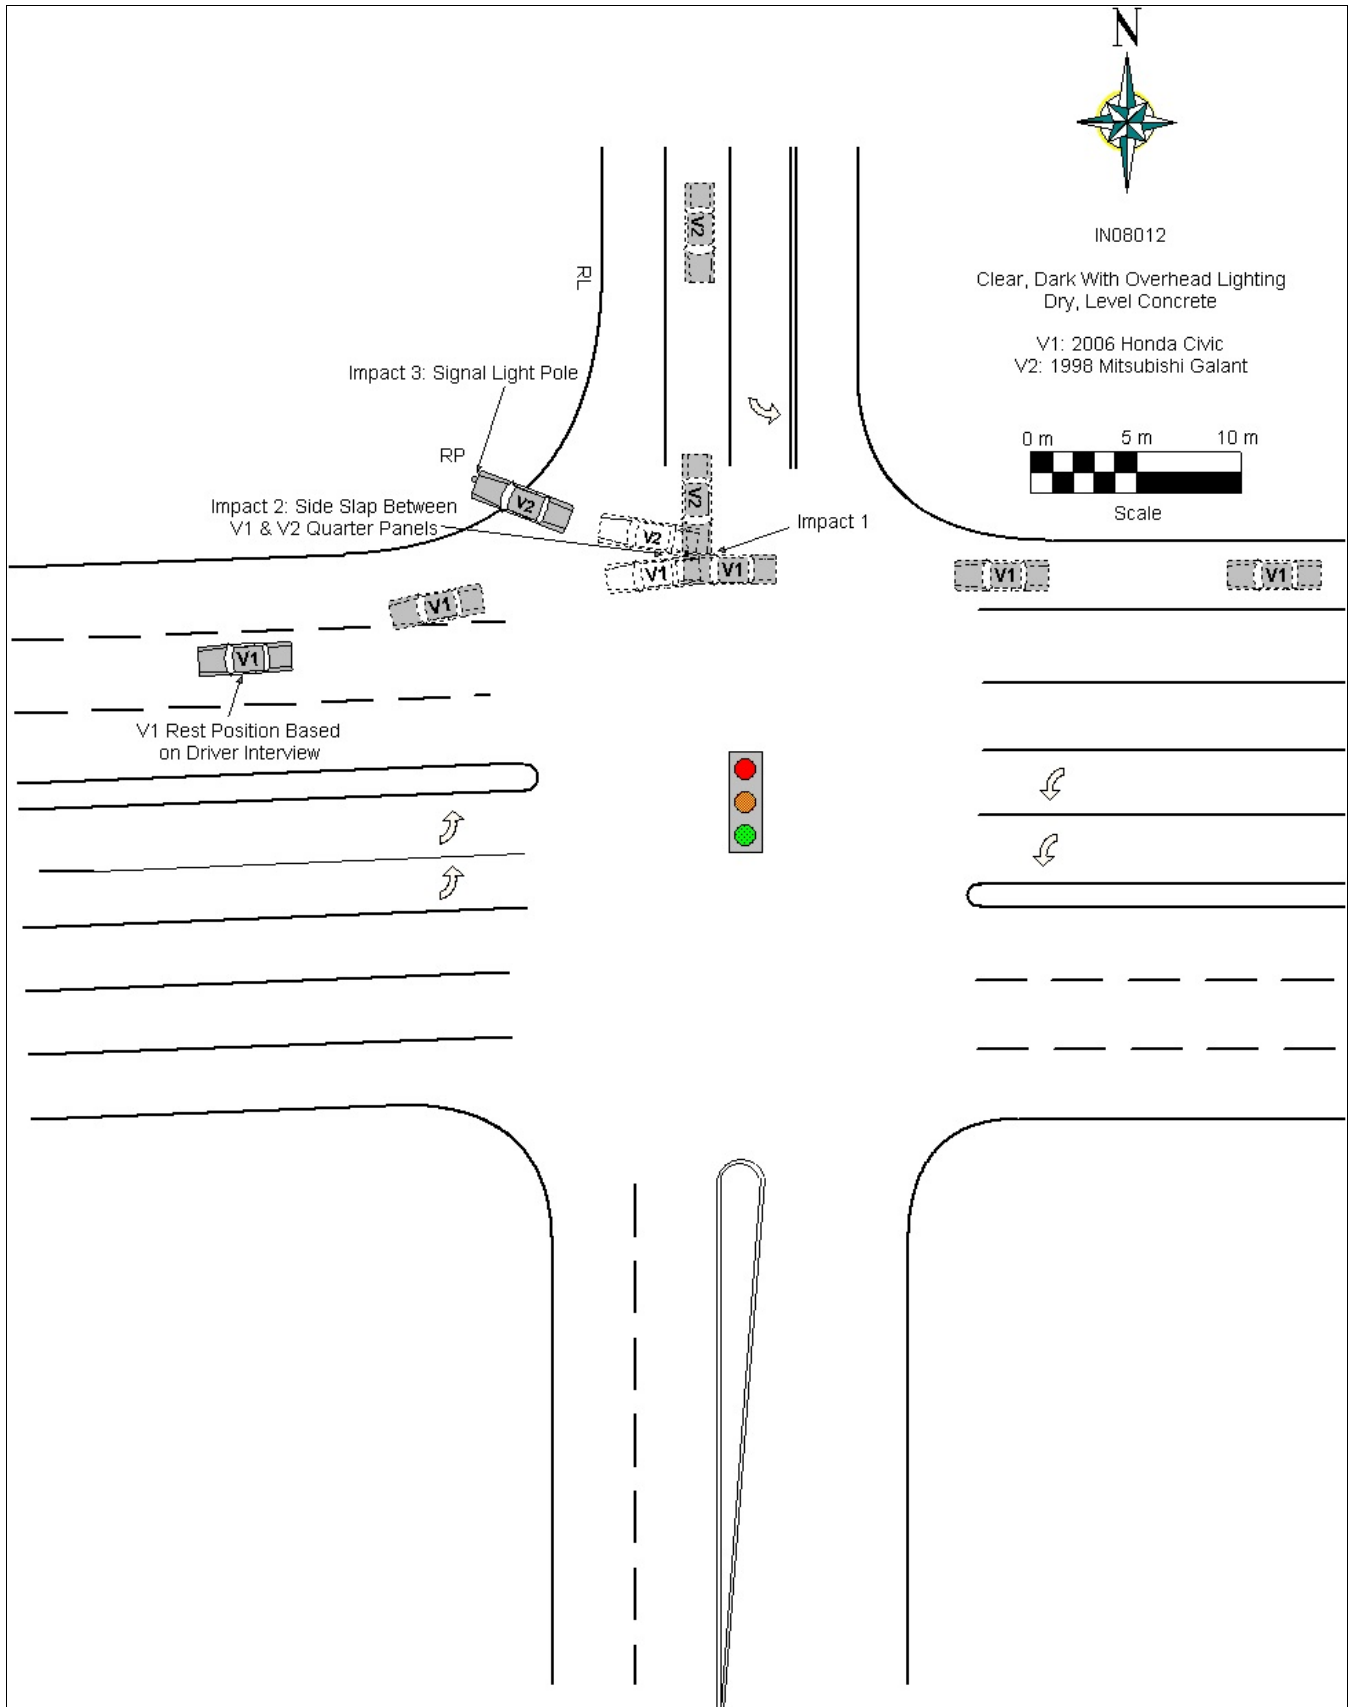 N
IN08012
Clear, Dark With Overhead Lighting
Dry, Level Concrete
V1: 2006 Honda Civic
V2: 1998 Mitsubishi Galant
0 m 5 m 10 m
Scale
V2
RL
Impact 3: Signal Light Pole
RP
V2
V2
Impact 2: Side Slap Between
V1 & V2 Quarter Panels
Impact 1
V2
V1
V1
V1
V1
V1
V1
V1 Rest Position Based
on Driver Interview